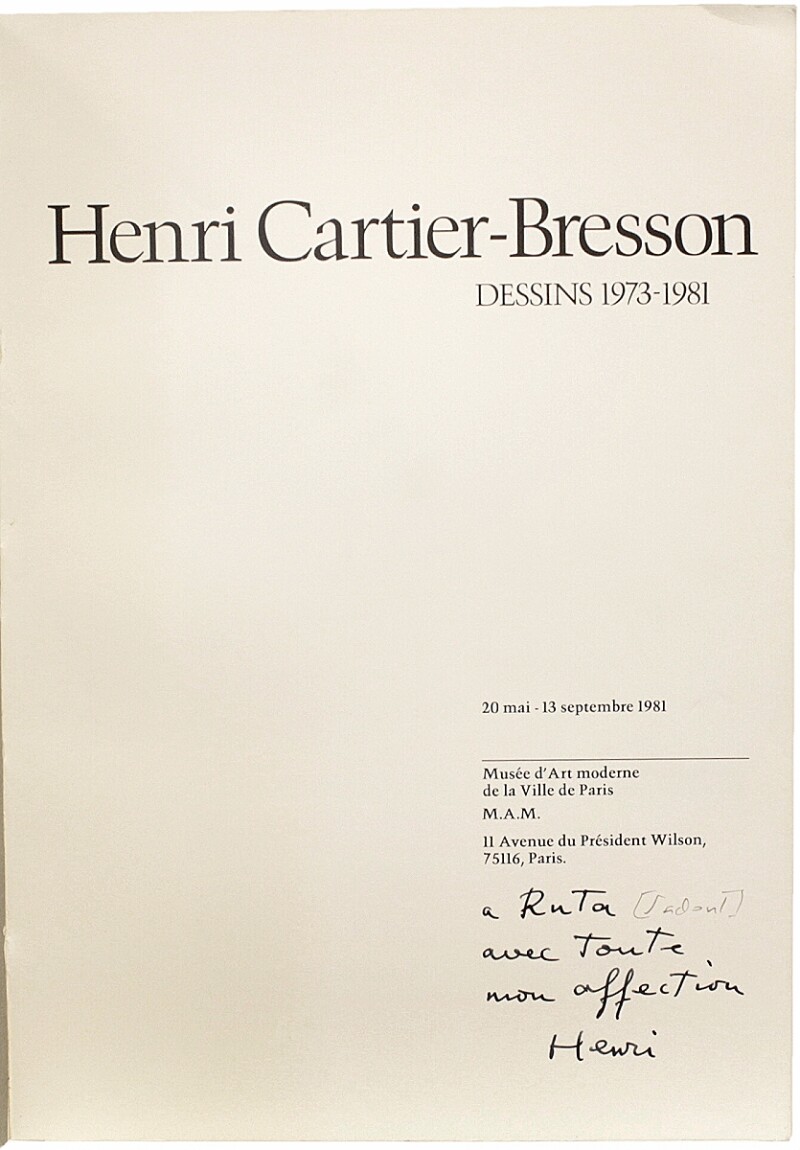 Henri Cartier-Bresson
DESSINS 1973-1981
20 mai - 13 septembre 1981
Musée d'Art moderne
de la Ville de Paris
M.A.M.
11 Avenue du Président Wilson,
75116, Paris.
a Ruta [Sadoul]
avec toute
mon affection
Henri